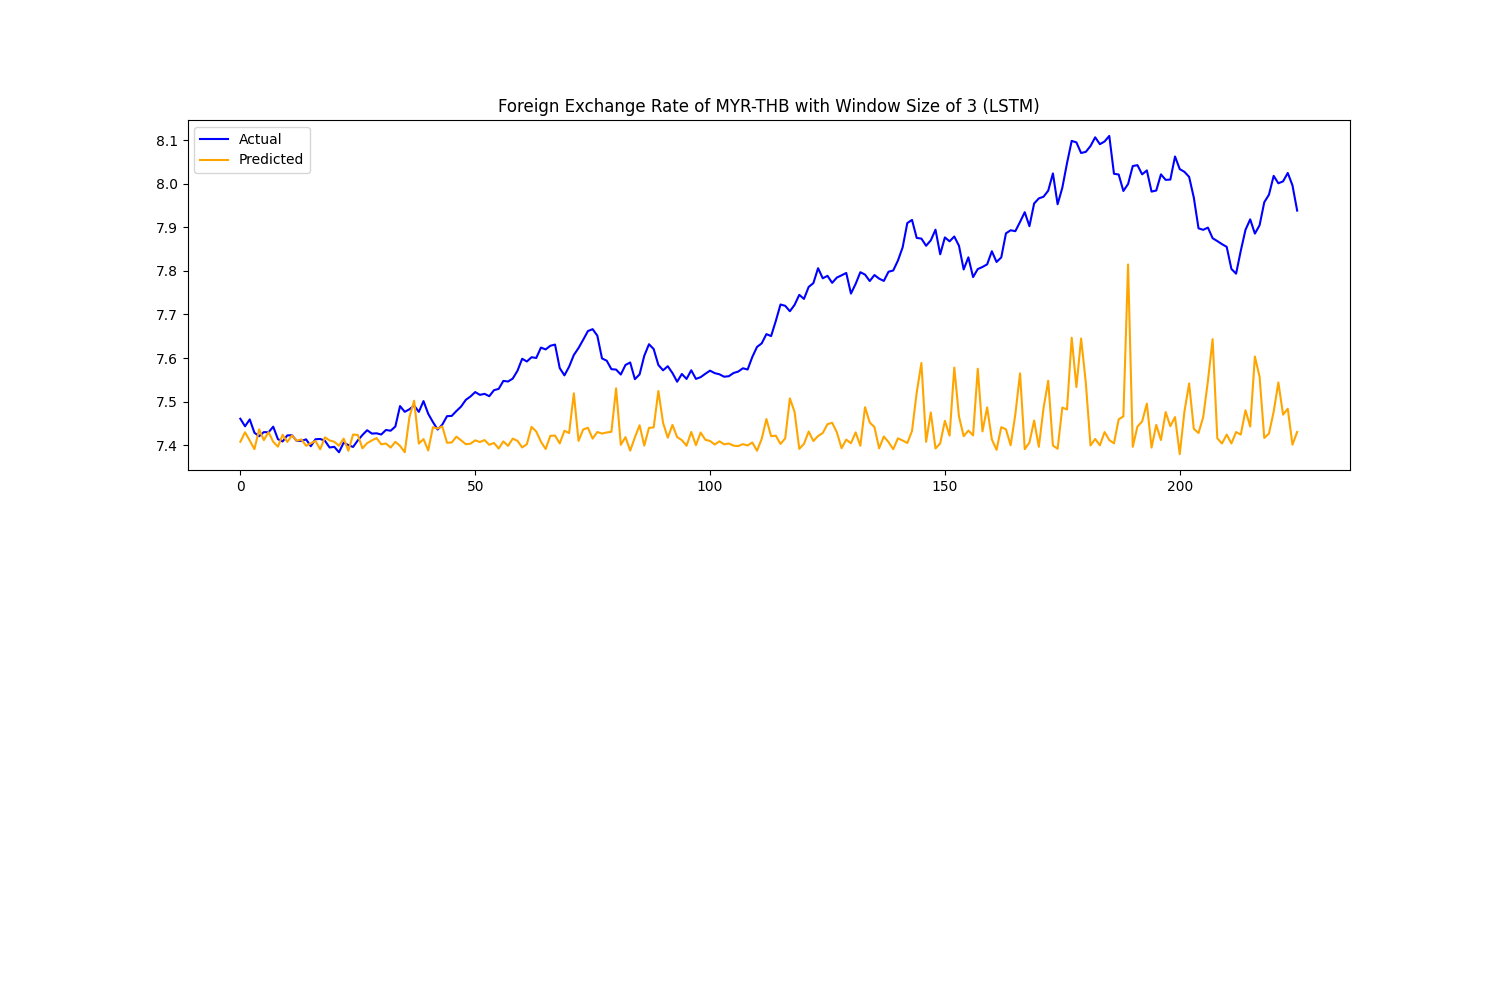 Foreign Exchange Rate of MYR-THB with Window Size of 3 (LSTM)
Actual
Predicted
8.1
8.0
7.9
7.8
7.7
7.6
7.5
7.4
0 50 100 150 200